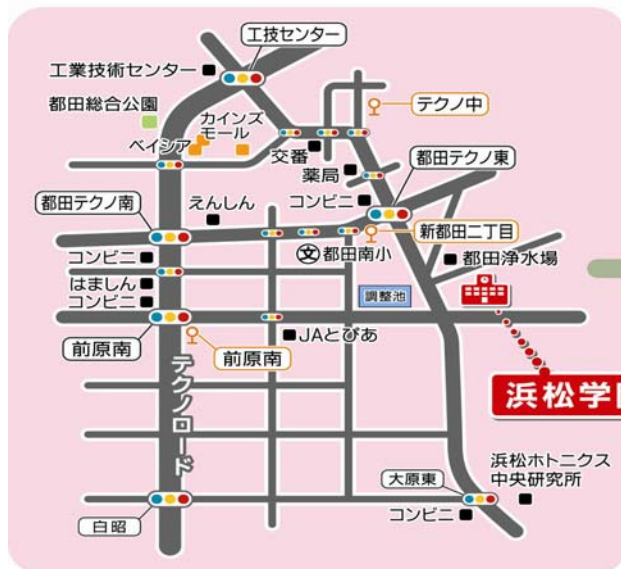 工技センター
工業技術センター
都田総合公園
カインズ
モール
ベイシア
テクノ中
交番
薬局
都田テクノ東
コンビニ
都田テクノ南
えんしん
新都田二丁目
文
都田南小
都田浄水場
コンビニ
はましん
コンビニ
調整池
前原南
前原南
JAとぴあ
テクノロード
浜松学
浜松ホトニクス
中央研究所
大原東
コンビニ
白昭